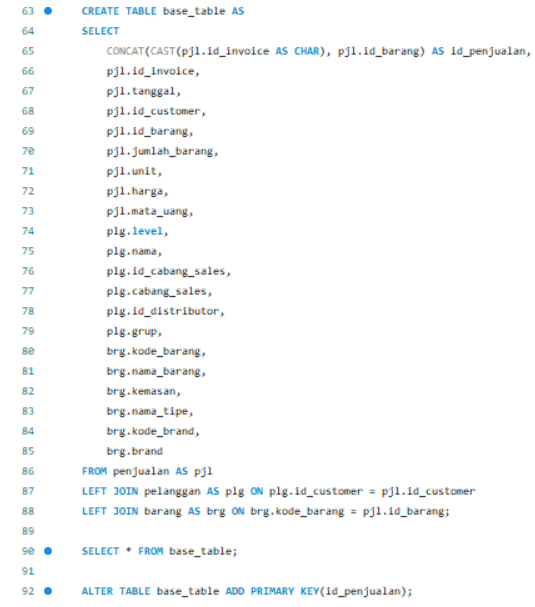 63 CREATE TABLE base_table AS
64 SELECT
65 CONCAT(CAST(pjl.id_invoice AS CHAR), pjl.id_barang) AS id_penjualan,
66 pjl.id_invoice,
67 pjl.tanggal,
68 pjl.id_customer,
69 pjl.id_barang,
70 pjl.jumlah_barang,
71 pjl.unit,
72 pjl.harga,
73 pjl.mata_uang,
74 plg.level,
75 plg.nama,
76 plg.id_cabang_sales,
77 plg.cabang_sales,
78 plg.id_distributor,
79 plg.grup,
80 brg.kode_barang,
81 brg.nama_barang,
82 brg.kemasan,
83 brg.nama_tipe,
84 brg.kode_brand,
85 brg.brand
86 FROM penjualan AS pjl
87 LEFT JOIN pelanggan AS plg ON plg.id_customer = pjl.id_customer
88 LEFT JOIN barang AS brg ON brg.kode_barang = pjl.id_barang;
89
90 SELECT * FROM base_table;
91
92 ALTER TABLE base_table ADD PRIMARY KEY(id_penjualan);